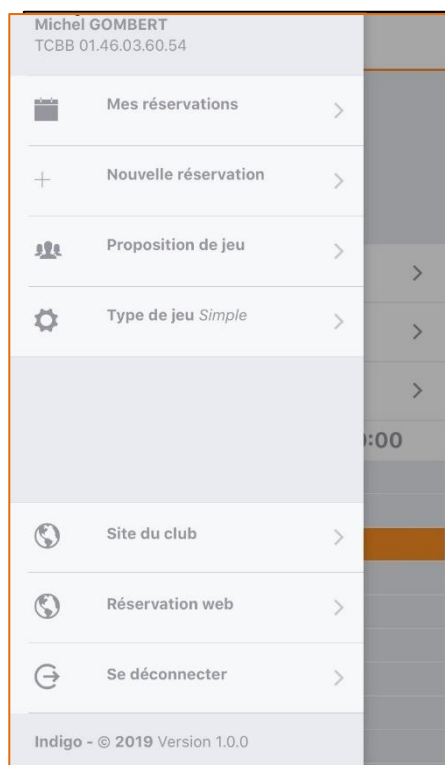 Michel GOMBERT
TCBB 01.46.03.60.54
Mes réservations
Nouvelle réservation
Proposition de jeu
Type de jeu Simple
:00
Site du club
Réservation web
Se déconnecter
Indigo - © 2019 Version 1.0.0